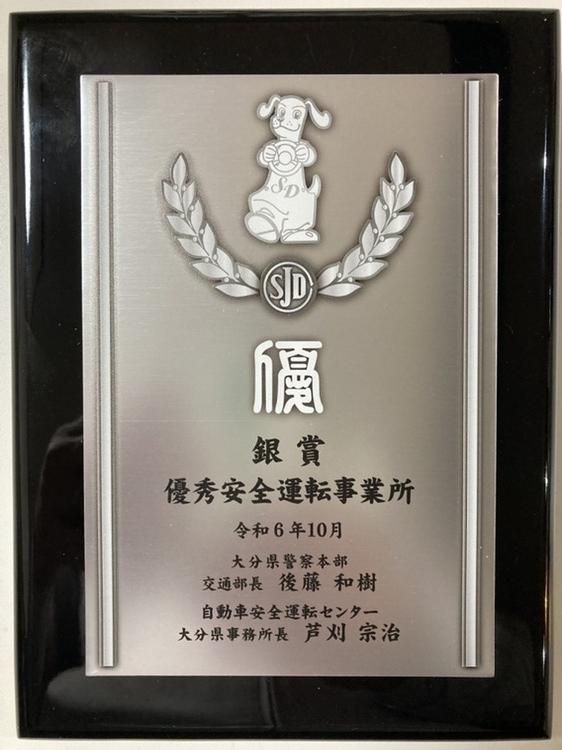 SD
SJDC
優
銀賞
優秀安全運転事業所
令和6年10月
大分県警察本部
交通部長 後藤 和樹
自動車安全運転センター
大分県事務所長 芦刈 宗治